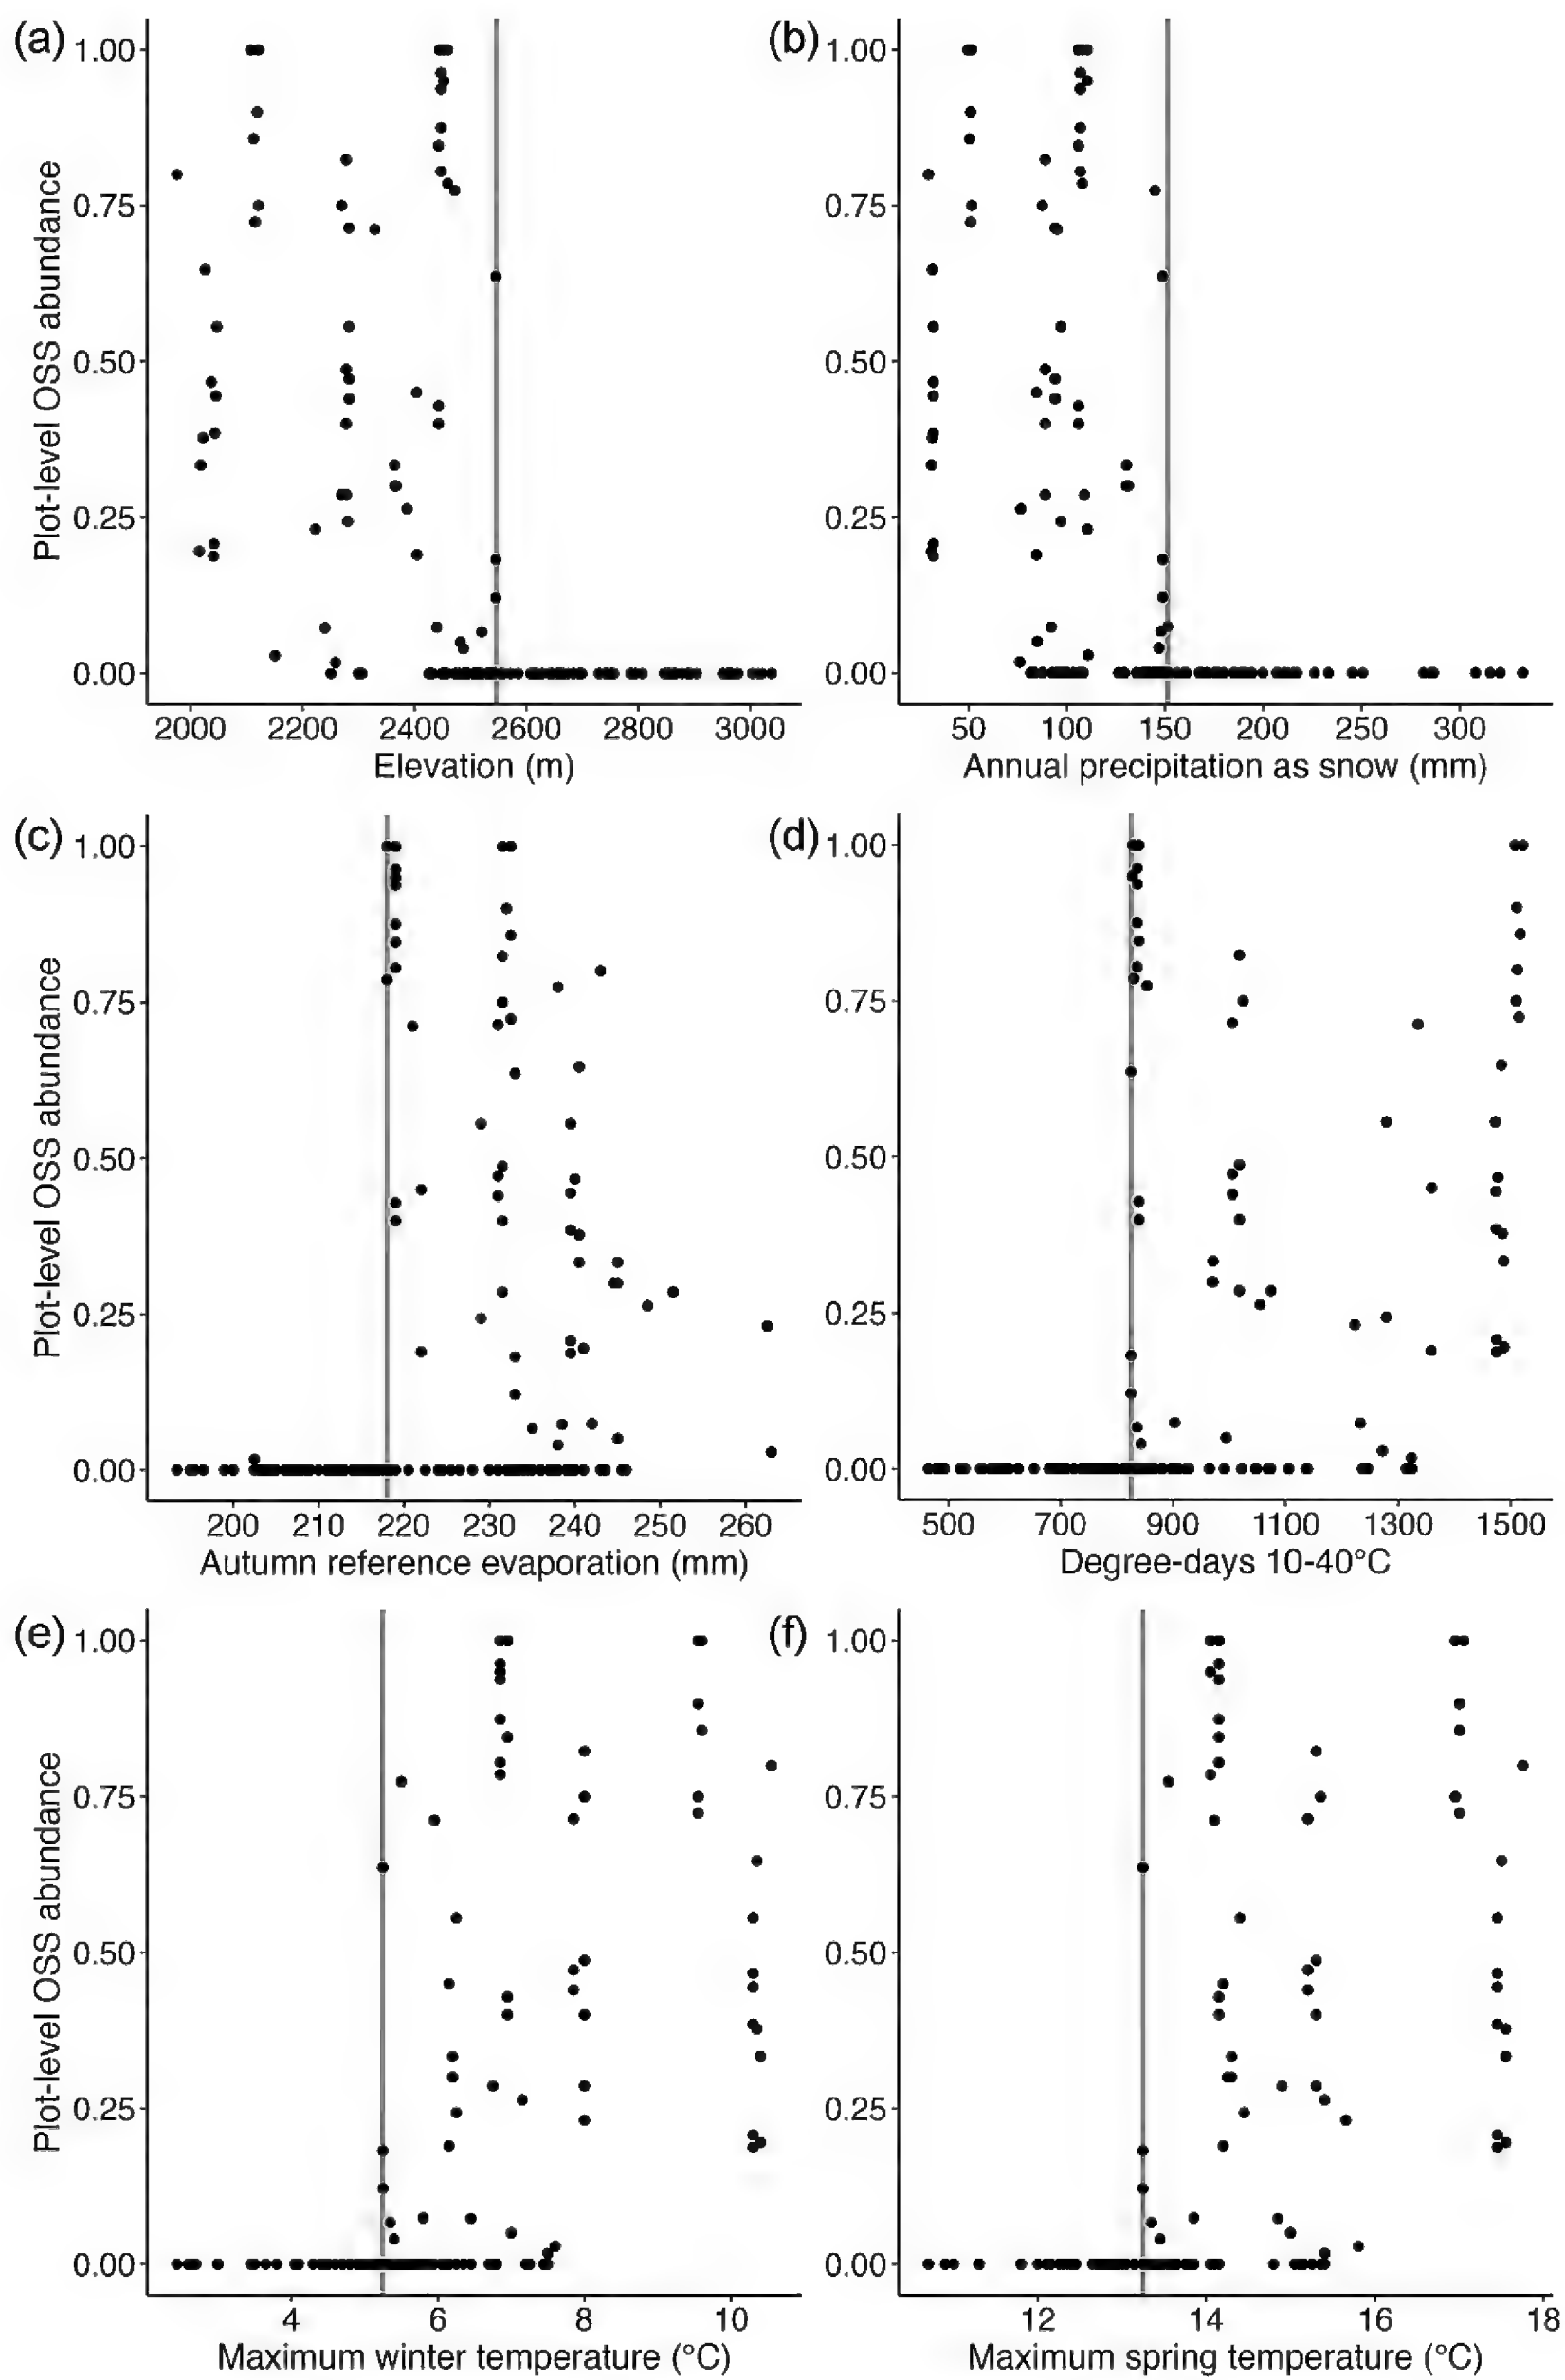 (a)
Plot-level OSS abundance
1.00
0.75
0.50
0.25
0.00
2000 2200 2400 2600 2800 3000
Elevation (m)
(b)
1.00
0.75
0.50
0.25
0.00
50 100 150 200 250 300
Annual precipitation as snow (mm)
(c)
Plot-level OSS abundance
1.00
0.75
0.50
0.25
0.00
200 210 220 230 240 250 260
Autumn reference evaporation (mm)
(d)
1.00
0.75
0.50
0.25
0.00
500 700 900 1100 1300 1500
Degree-days 10-40°C
(e)
Plot-level OSS abundance
1.00
0.75
0.50
0.25
0.00
4 6 8 10
Maximum winter temperature (°C)
(f)
1.00
0.75
0.50
0.25
0.00
12 14 16 18
Maximum spring temperature (°C)